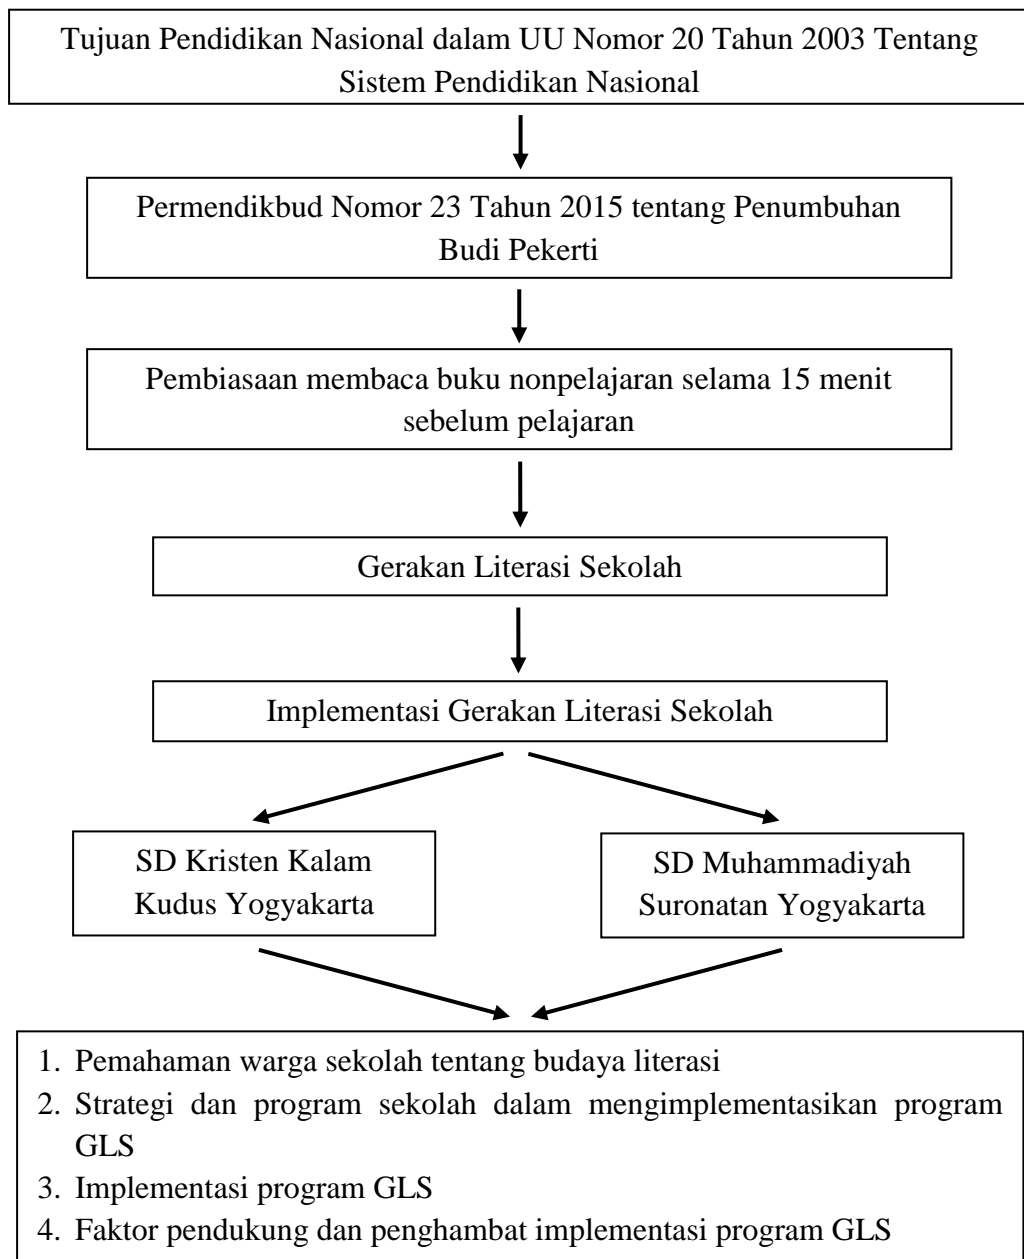 Tujuan Pendidikan Nasional dalam UU Nomor 20 Tahun 2003 Tentang
Sistem Pendidikan Nasional
Permendikbud Nomor 23 Tahun 2015 tentang Penumbuhan
Budi Pekerti
Pembiasaan membaca buku nonpelajaran selama 15 menit
sebelum pelajaran
Gerakan Literasi Sekolah
Implementasi Gerakan Literasi Sekolah
SD Kristen Kalam
Kudus Yogyakarta
SD Muhammadiyah
Suronatan Yogyakarta
1. Pemahaman warga sekolah tentang budaya literasi
2. Strategi dan program sekolah dalam mengimplementasikan program
GLS
3. Implementasi program GLS
4. Faktor pendukung dan penghambat implementasi program GLS